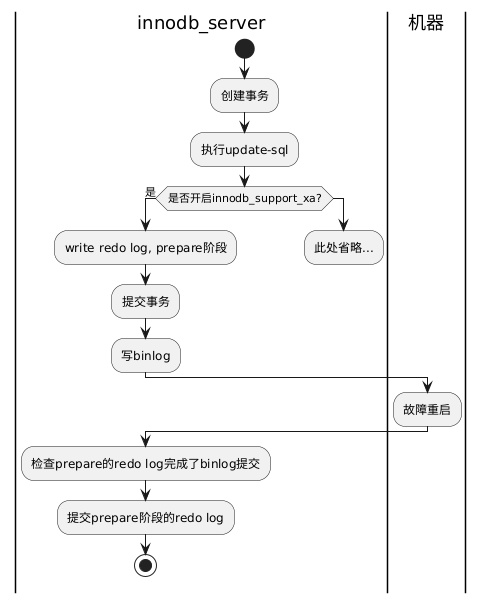 innodb_server
机器
创建事务
执行update-sql
是否开启innodb_support_xa?
是
write redo log, prepare阶段
此处省略...
提交事务
写binlog
故障重启
检查prepare的redo log完成了binlog提交
提交prepare阶段的redo log